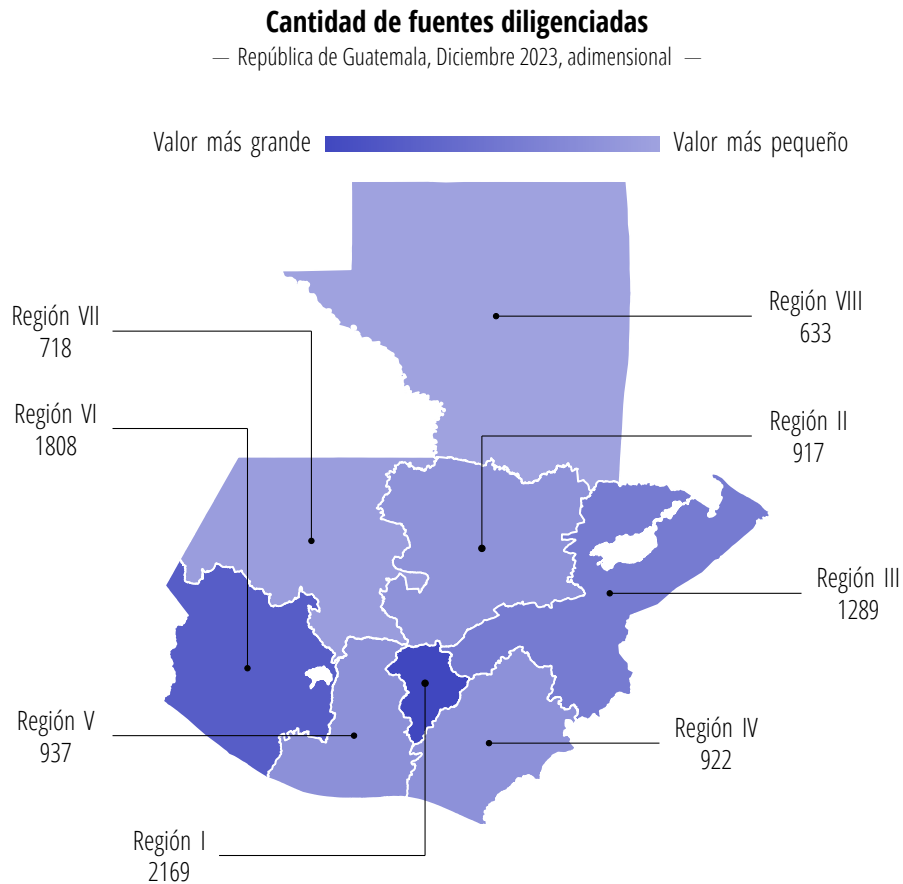 Cantidad de fuentes diligenciadas
— República de Guatemala, Diciembre 2023, adimensional —
Valor más grande
Valor más pequeño
Región VIII
633
Región VII
718
Región VI
1808
Región II
917
Región III
1289
Región V
937
Región IV
922
Región I
2169